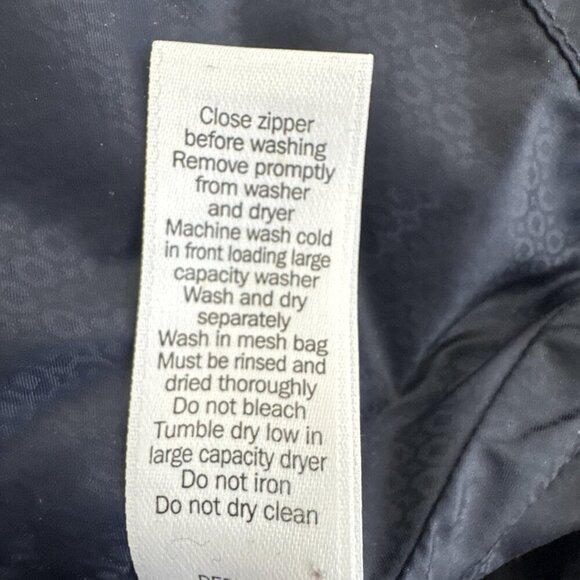 Close zipper
before washing
Remove promptly
from washer
and dryer
Machine wash cold
in front loading large
capacity washer
Wash and dry
separately
Wash in mesh bag
Must be rinsed and
dried thoroughly
Do not bleach
Tumble dry low in
large capacity dryer
Do not iron
Do not dry clean